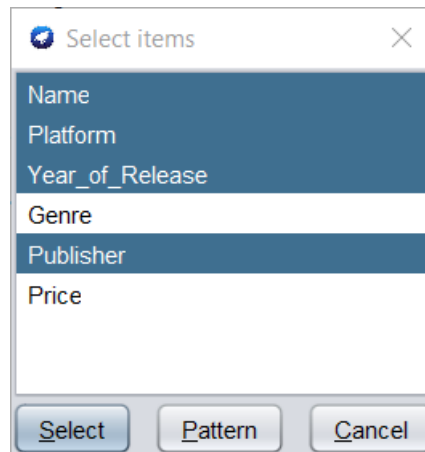 Select items
Name
Platform
Year_of_Release
Genre
Publisher
Price
Select Pattern Cancel